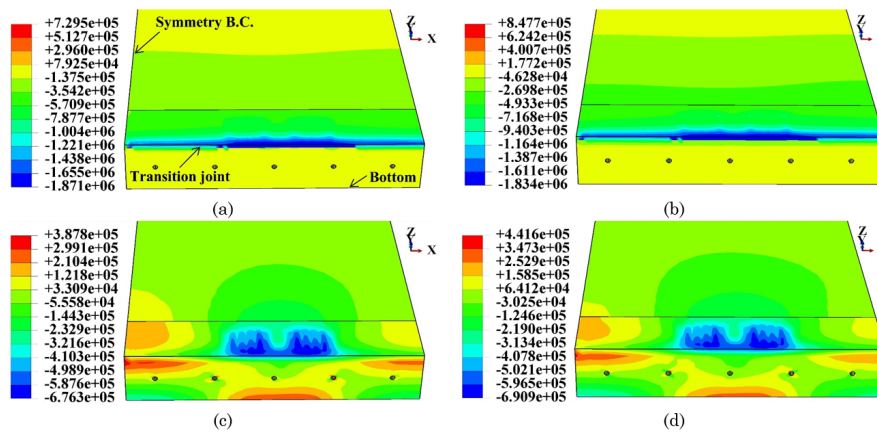 +7.295e+05
+5.127e+05
+2.960e+05
+7.925e+04
-1.375e+05
-3.542e+05
-5.709e+05
-7.877e+05
-1.004e+06
-1.221e+06
-1.438e+06
-1.655e+06
-1.871e+06
Symmetry B.C.
Transition joint
Bottom
Z
Y
X
(a)
+8.477e+05
+6.242e+05
+4.007e+05
+1.772e+05
-4.628e+04
-2.698e+05
-4.933e+05
-7.168e+05
-9.403e+05
-1.164e+06
-1.387e+06
-1.611e+06
-1.834e+06
Z
Y
X
(b)
+3.878e+05
+2.991e+05
+2.104e+05
+1.218e+05
+3.309e+04
-5.558e+04
-1.443e+05
-2.329e+05
-3.216e+05
-4.103e+05
-4.989e+05
-5.876e+05
-6.763e+05
Z
Y
X
(c)
+4.416e+05
+3.473e+05
+2.529e+05
+1.585e+05
+6.412e+04
-3.025e+04
-1.246e+05
-2.190e+05
-3.134e+05
-4.078e+05
-5.021e+05
-5.965e+05
-6.909e+05
Z
Y
X
(d)